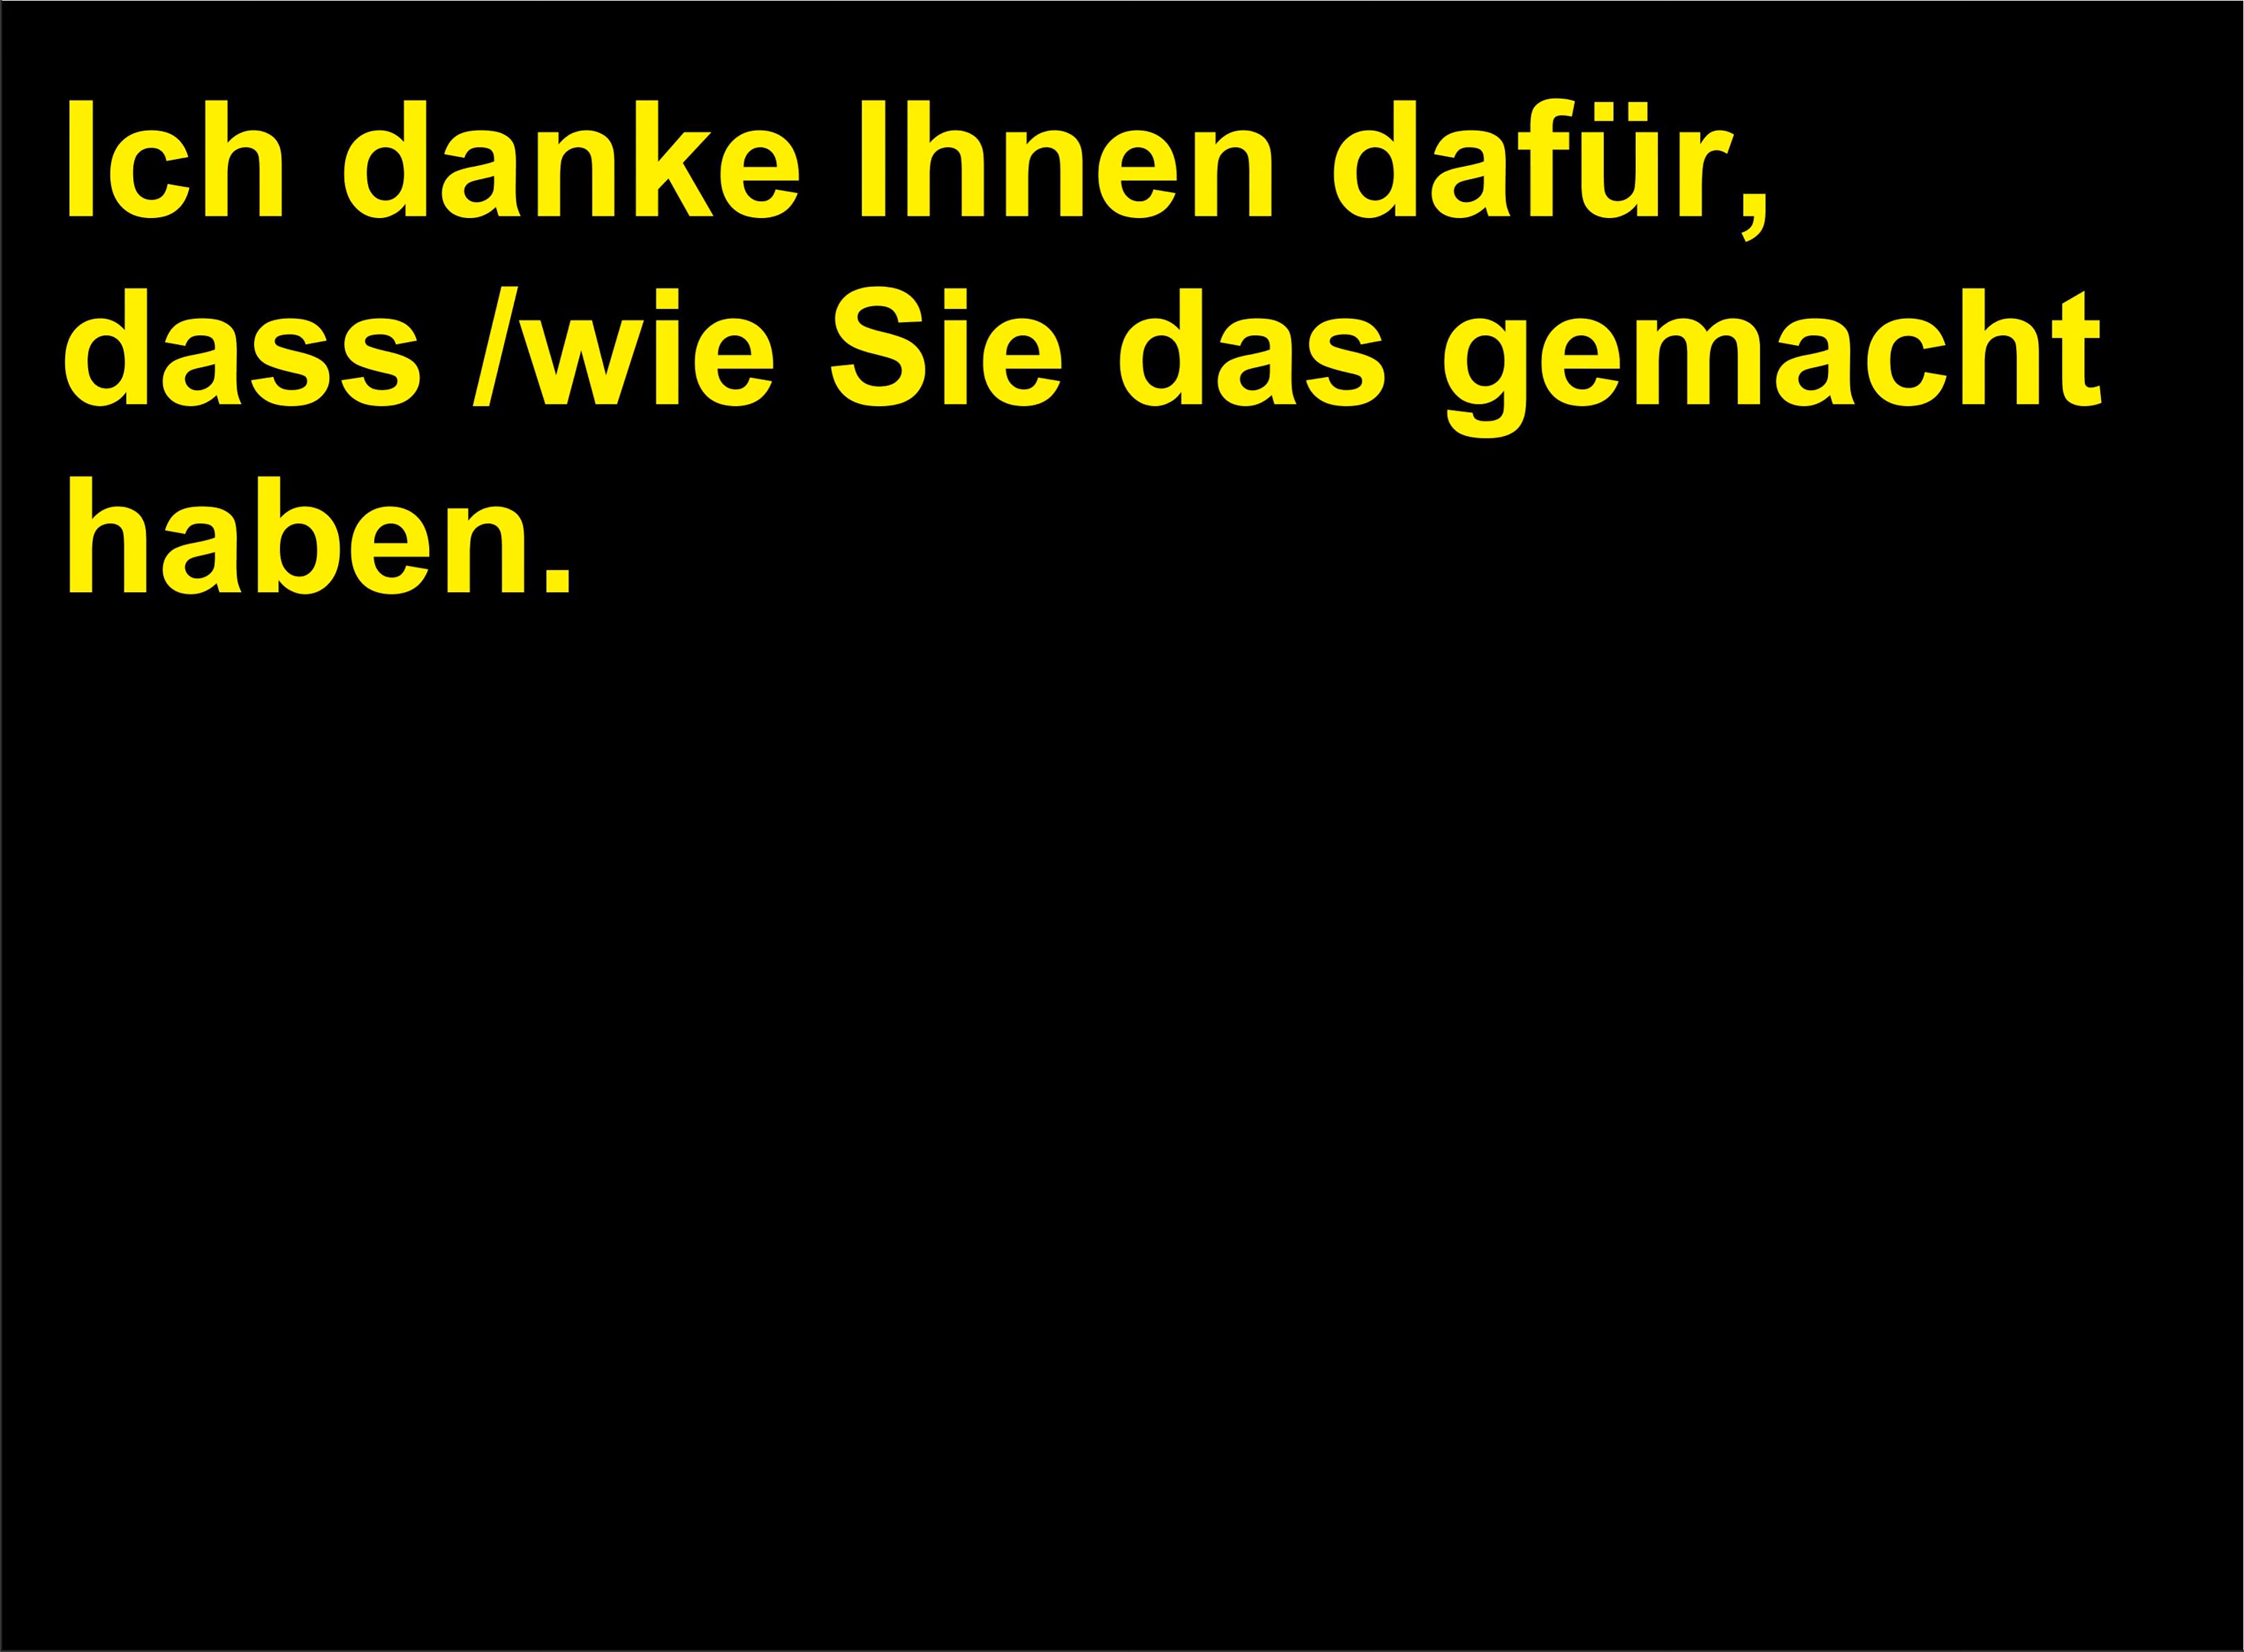 Ich danke Ihnen dafür,
dass /wie Sie das gemacht
haben.